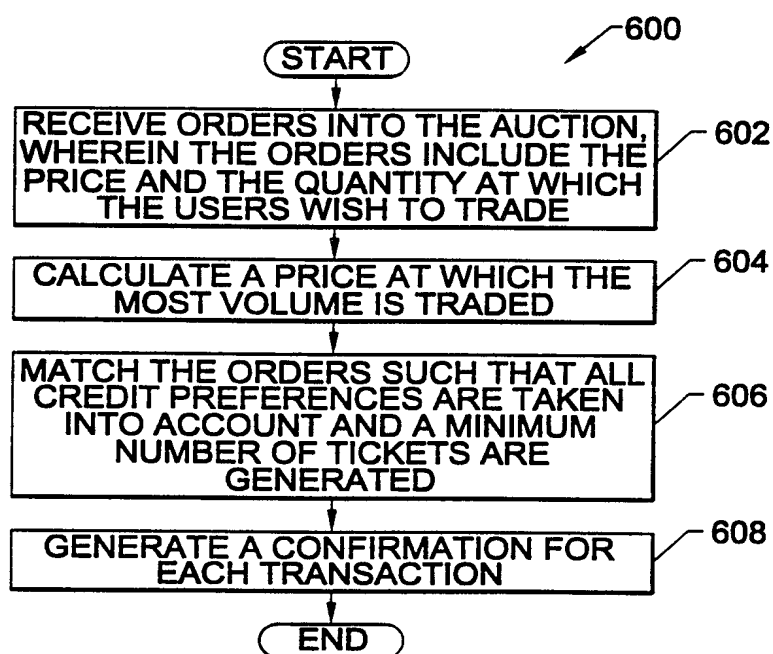 600
START
RECEIVE ORDERS INTO THE AUCTION,
WHEREIN THE ORDERS INCLUDE THE
PRICE AND THE QUANTITY AT WHICH
THE USERS WISH TO TRADE
602
CALCULATE A PRICE AT WHICH THE
MOST VOLUME IS TRADED
604
MATCH THE ORDERS SUCH THAT ALL
CREDIT PREFERENCES ARE TAKEN
INTO ACCOUNT AND A MINIMUM
NUMBER OF TICKETS ARE
GENERATED
606
GENERATE A CONFIRMATION FOR
EACH TRANSACTION
608
END